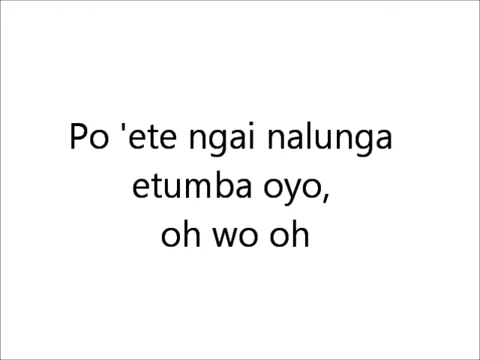 Po 'ete ngai nalunga
etumba oyo,
oh wo oh